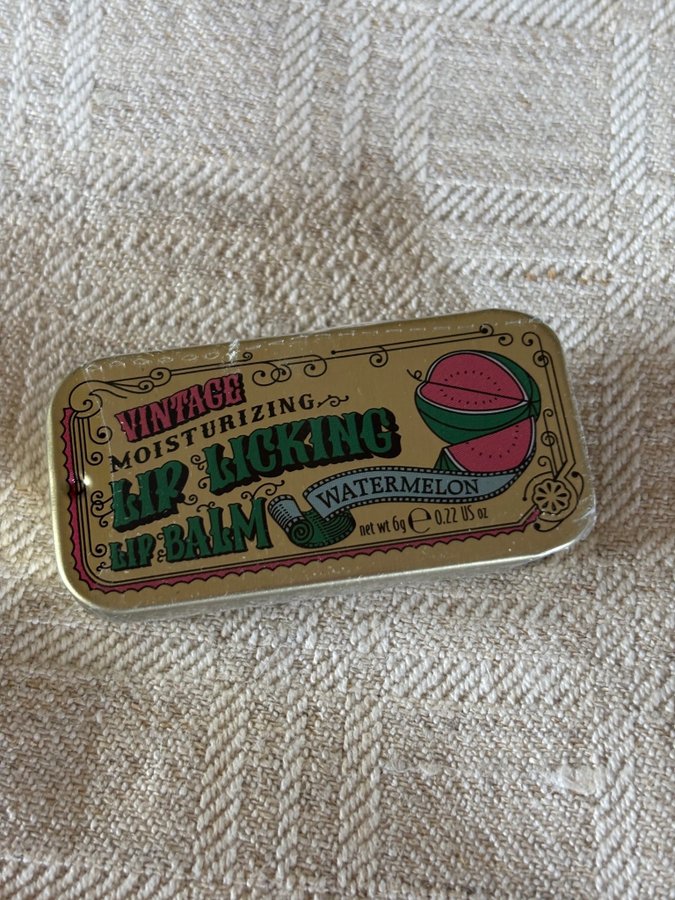 VINTAGE
MOISTURIZING
LIP LICKING
LIP BALM
WATERMELON
net wt 6g ℮ 0.22 US oz